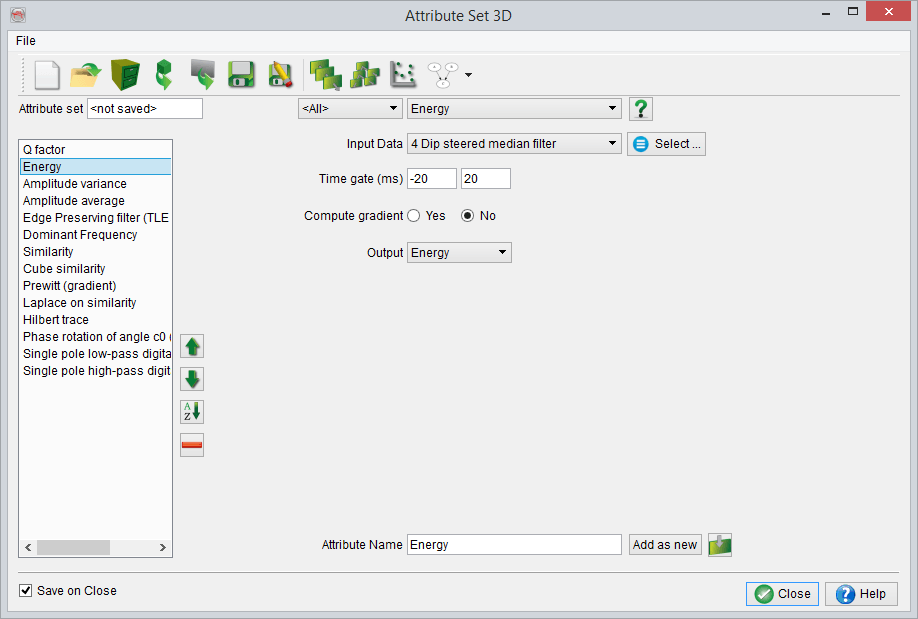 Attribute Set 3D
File
Attribute set <not saved> <All> Energy ?
Input Data 4 Dip steered median filter Select ...
Time gate (ms) -20 20
Compute gradient Yes No
Output Energy
Q factor
Energy
Amplitude variance
Amplitude average
Edge Preserving filter (TLE
Dominant Frequency
Similarity
Cube similarity
Prewitt (gradient)
Laplace on similarity
Hilbert trace
Phase rotation of angle c0 (
Single pole low-pass digita
Single pole high-pass digit
A
Z
Attribute Name Energy Add as new
Save on Close
Close ? Help